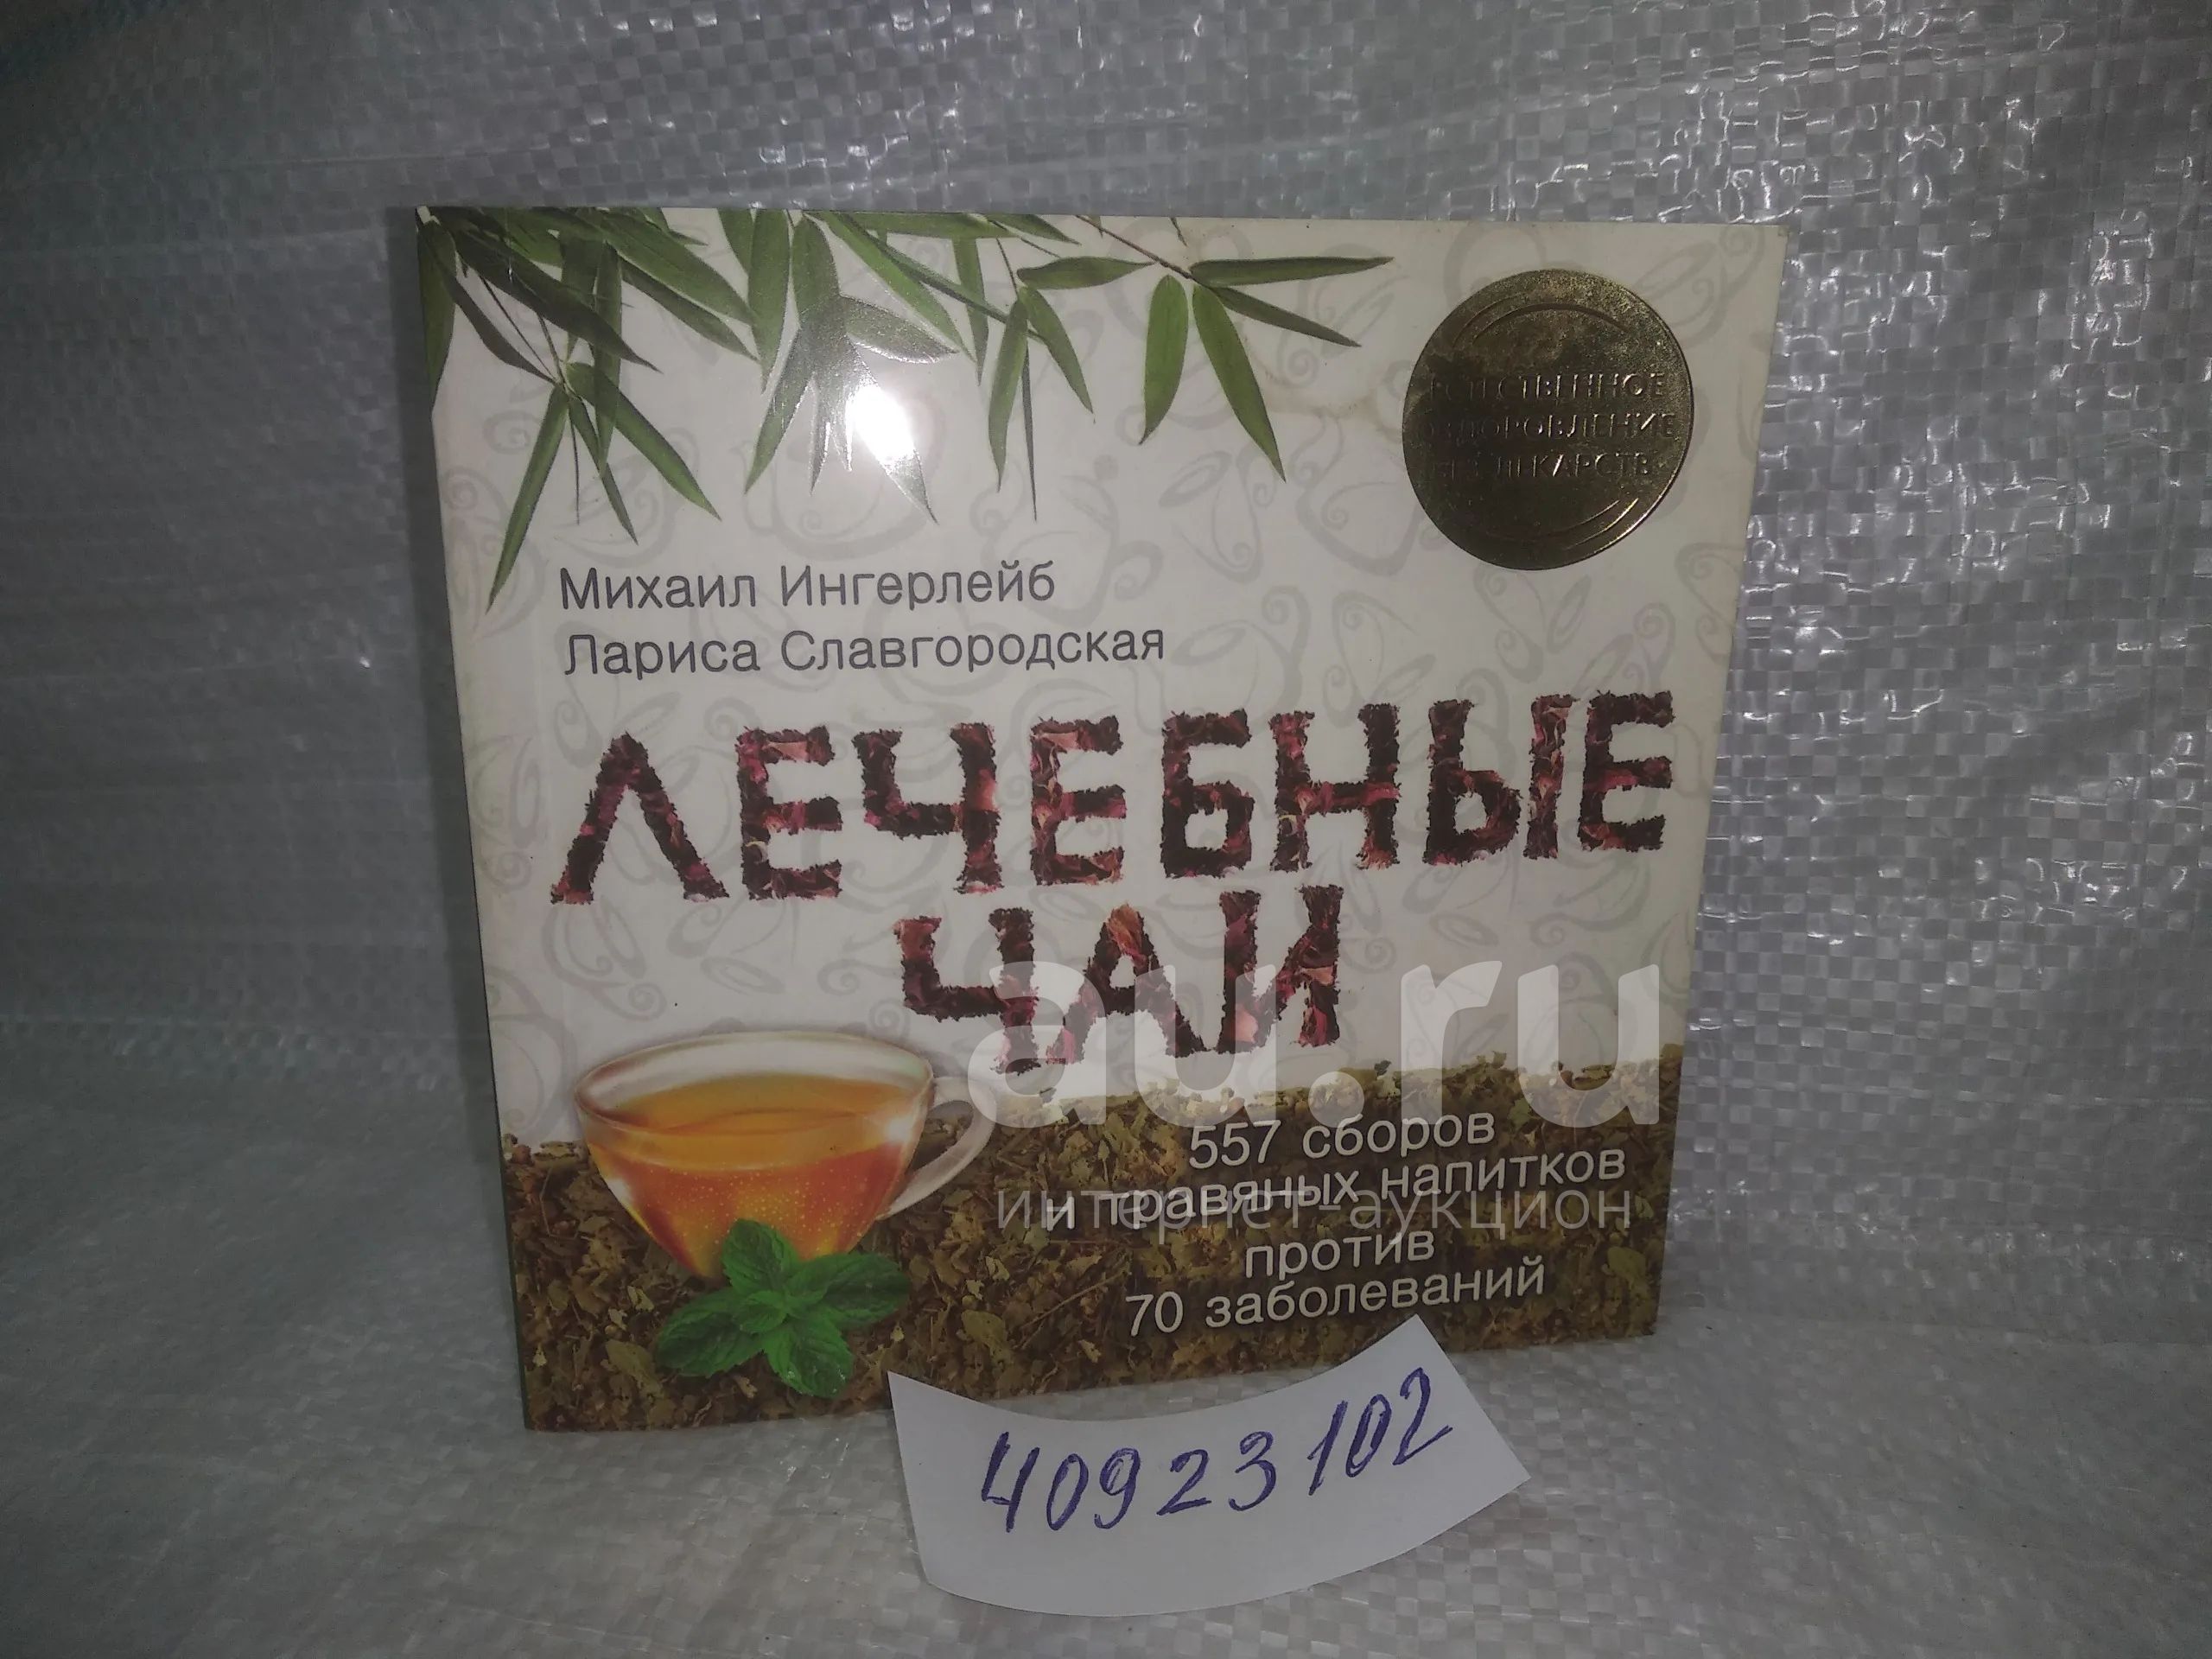 ЕСТЕСТВЕННОЕ
ОЗДОРОВЛЕНИЕ
БЕЗ ЛЕКАРСТВ
Михаил Ингерлейб
Лариса Славгородская
ЛЕЧЕБНЫЕ
ЧАИ
au.ru
557 сборов
и травяных напитков
интернет-аукцион
против
70 заболеваний
40923102